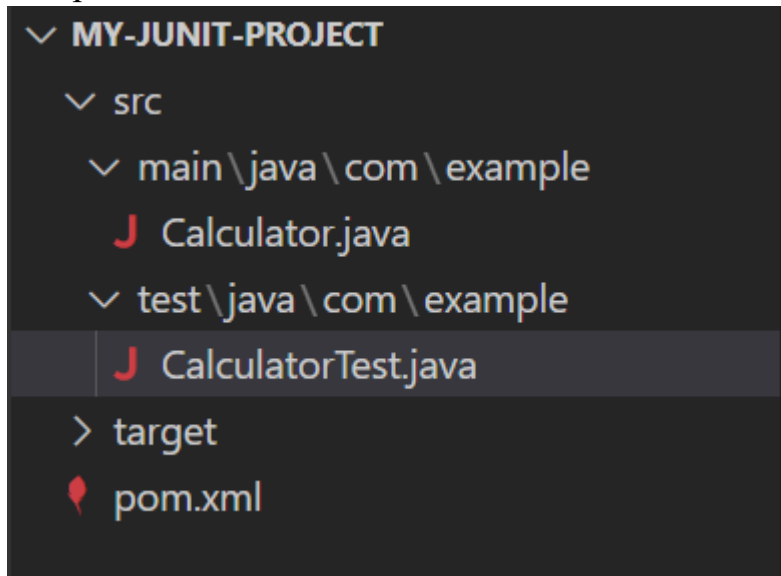 MY-JUNIT-PROJECT
src
main\java\com\example
J Calculator.java
test\java\com\example
J CalculatorTest.java
target
pom.xml